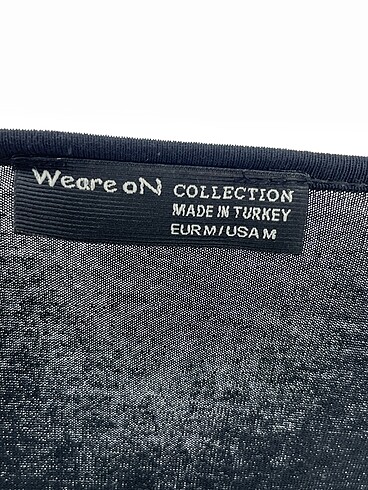 Weare oN COLLECTION
MADE IN TURKEY
EUR M / USA M